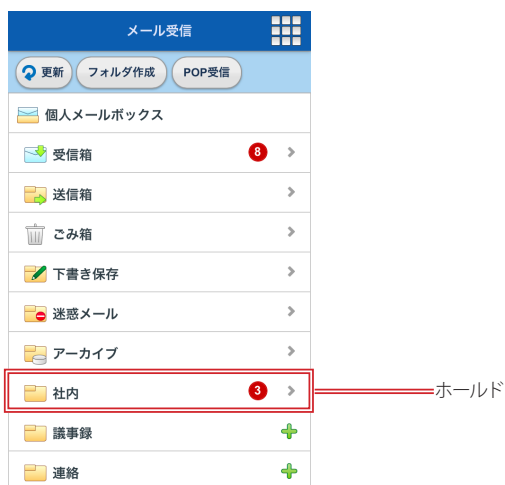 メール受信
更新 フォルダ作成 POP受信
個人メールボックス
受信箱 8
送信箱
ごみ箱
下書き保存
迷惑メール
アーカイブ
社内 3 ホールド
議事録
連絡